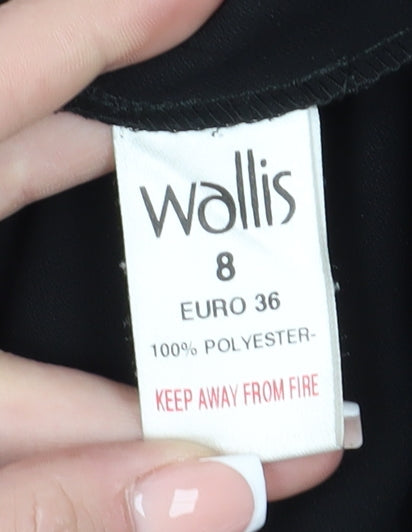 wallis
8
EURO 36
100% POLYESTER-
KEEP AWAY FROM FIRE